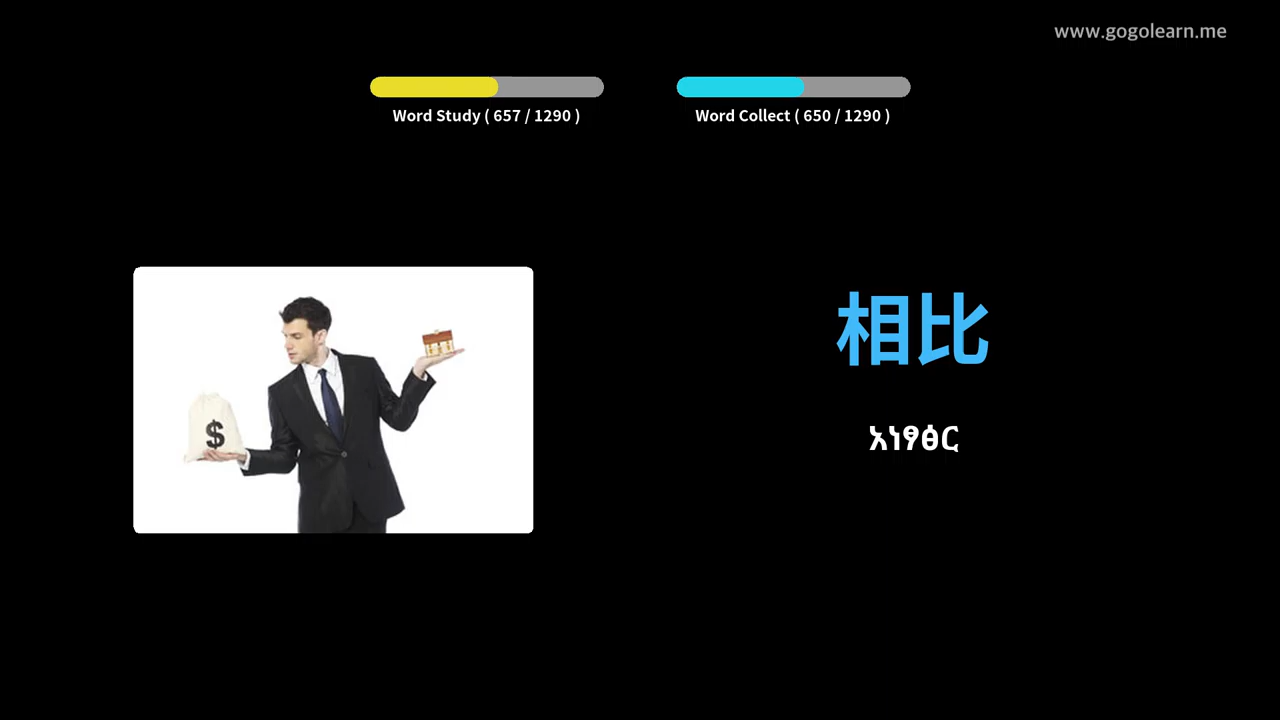 www.gogolearn.me
Word Study ( 657 / 1290 )
Word Collect ( 650 / 1290 )
相比
$
አነፃፅር